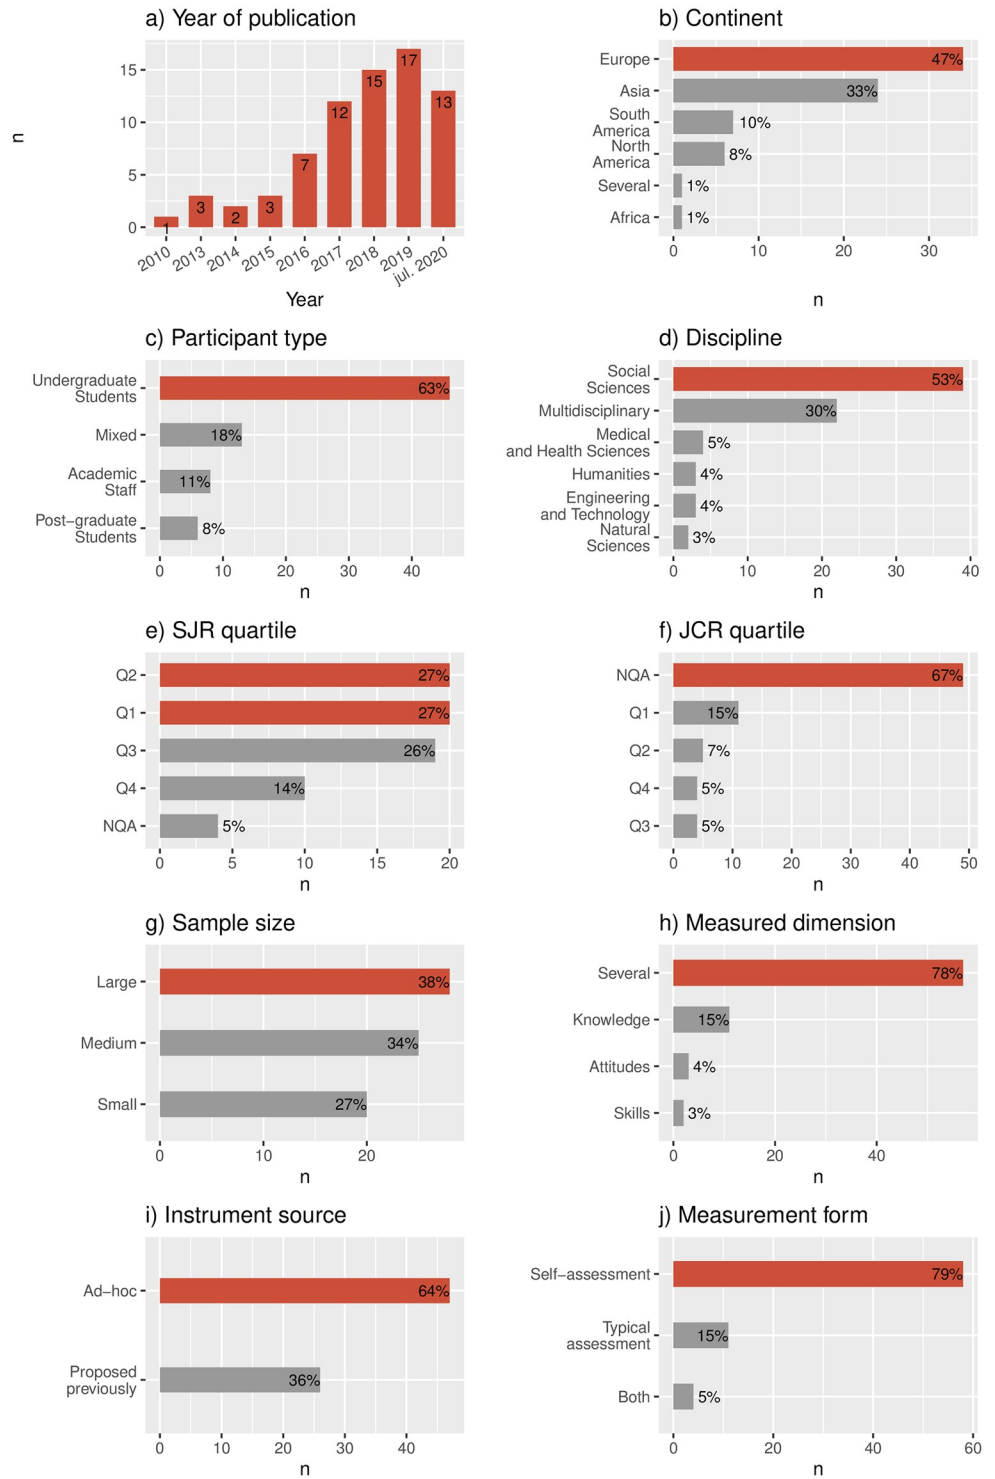 a) Year of publication
n
15
10
5
0
1
3
2
3
7
12
15
17
13
2010
2013
2014
2015
2016
2017
2018
2019
jul. 2020
Year
b) Continent
Europe
47%
Asia
33%
South
America
10%
North
America
8%
Several
1%
Africa
1%
0
10
20
30
n
c) Participant type
Undergraduate
Students
63%
Mixed
18%
Academic
Staff
11%
Post−graduate
Students
8%
0
10
20
30
40
n
d) Discipline
Social
Sciences
53%
Multidisciplinary
30%
Medical
and Health Sciences
5%
Humanities
4%
Engineering
and Technology
4%
Natural
Sciences
3%
0
10
20
30
40
n
e) SJR quartile
Q2
27%
Q1
27%
Q3
26%
Q4
14%
NQA
5%
0
5
10
15
20
n
f) JCR quartile
NQA
67%
Q1
15%
Q2
7%
Q4
5%
Q3
5%
0
10
20
30
40
50
n
g) Sample size
Large
38%
Medium
34%
Small
27%
0
10
20
n
h) Measured dimension
Several
78%
Knowledge
15%
Attitudes
4%
Skills
3%
0
20
40
n
i) Instrument source
Ad−hoc
64%
Proposed
previously
36%
0
10
20
30
40
n
j) Measurement form
Self−assessment
79%
Typical
assessment
15%
Both
5%
0
20
40
60
n